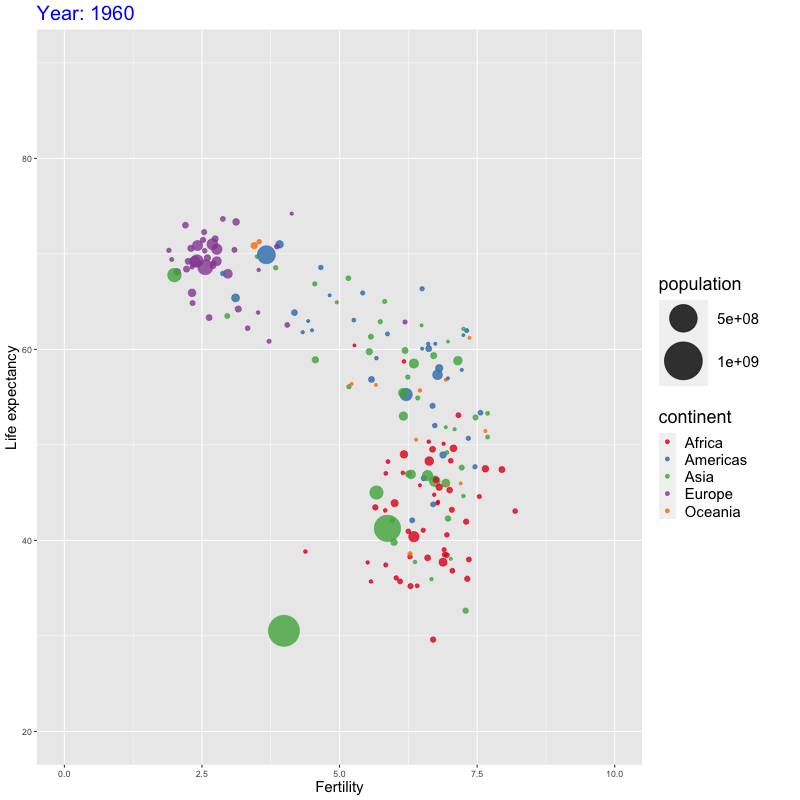 Year: 1960
Life expectancy
80
60
40
20
0.0 2.5 5.0 7.5 10.0
Fertility
population
5e+08
1e+09
continent
Africa
Americas
Asia
Europe
Oceania